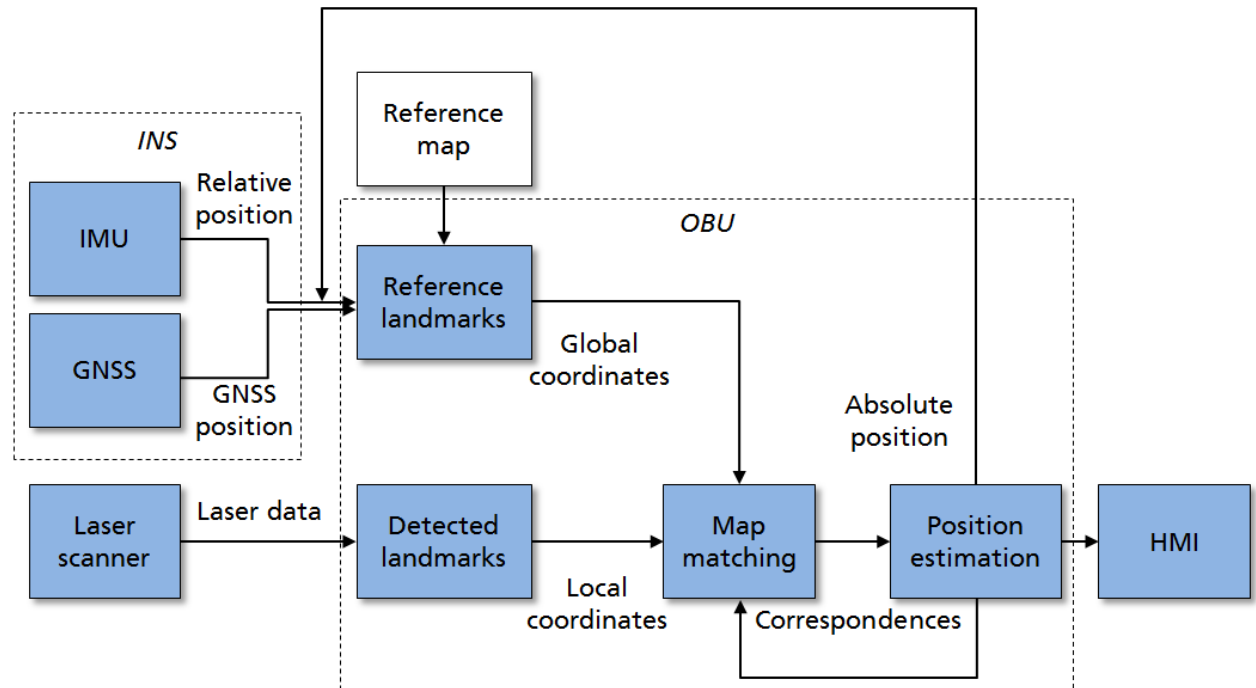 Reference
map
INS
Relative
position
IMU
OBU
Reference
landmarks
GNSS
GNSS
position
Global
coordinates
Absolute
position
Laser
scanner
Laser data
Detected
landmarks
Local
coordinates
Map
matching
Correspondences
Position
estimation
HMI